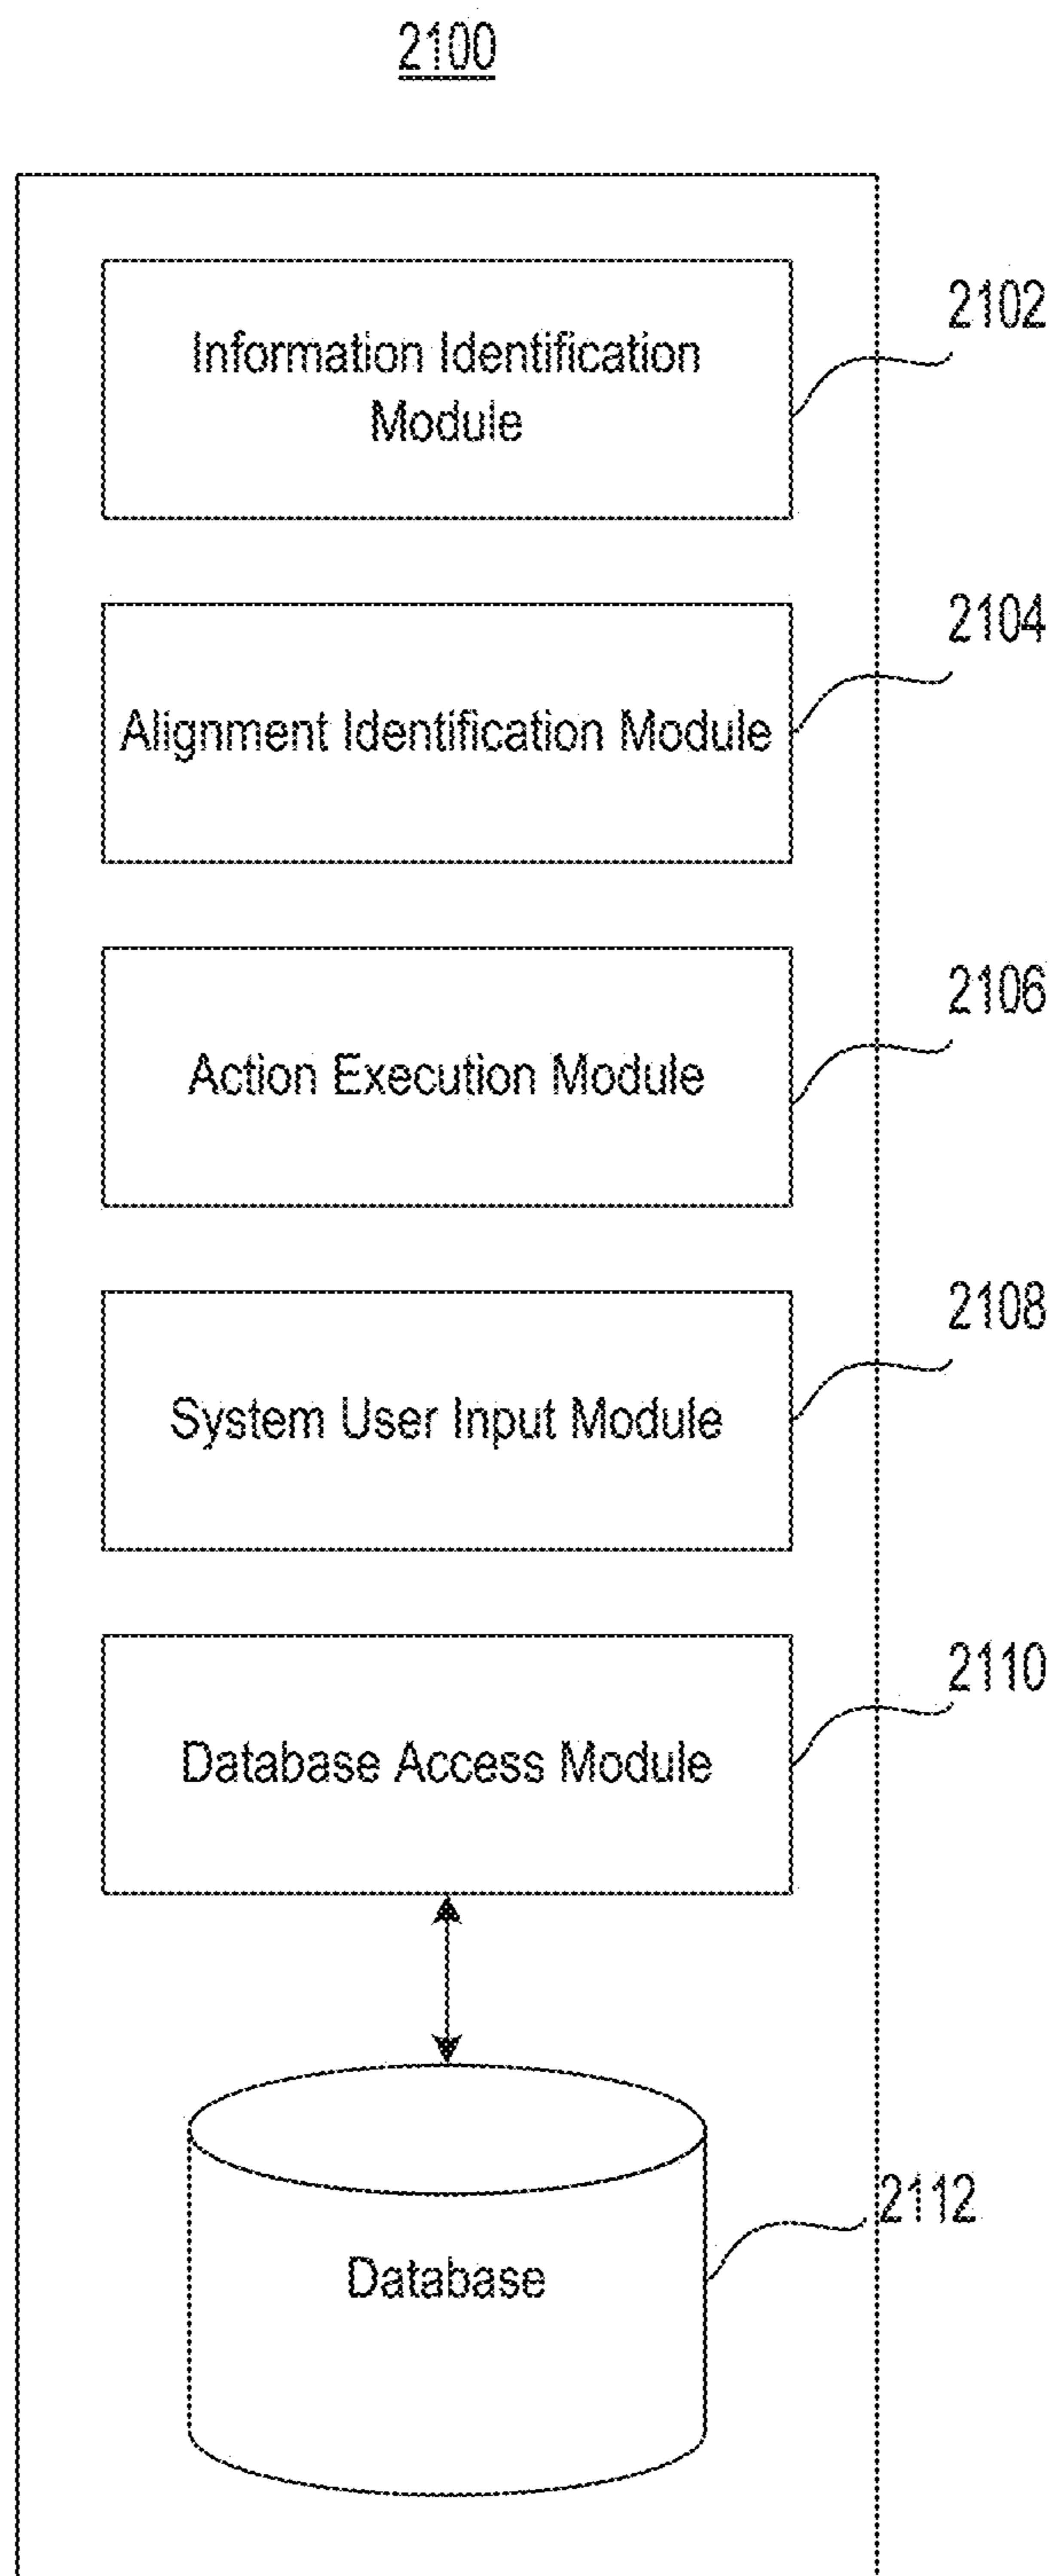 2100
2102
Information Identification
Module
2104
Alignment Identification Module
2106
Action Execution Module
2108
System User Input Module
2110
Database Access Module
2112
Database